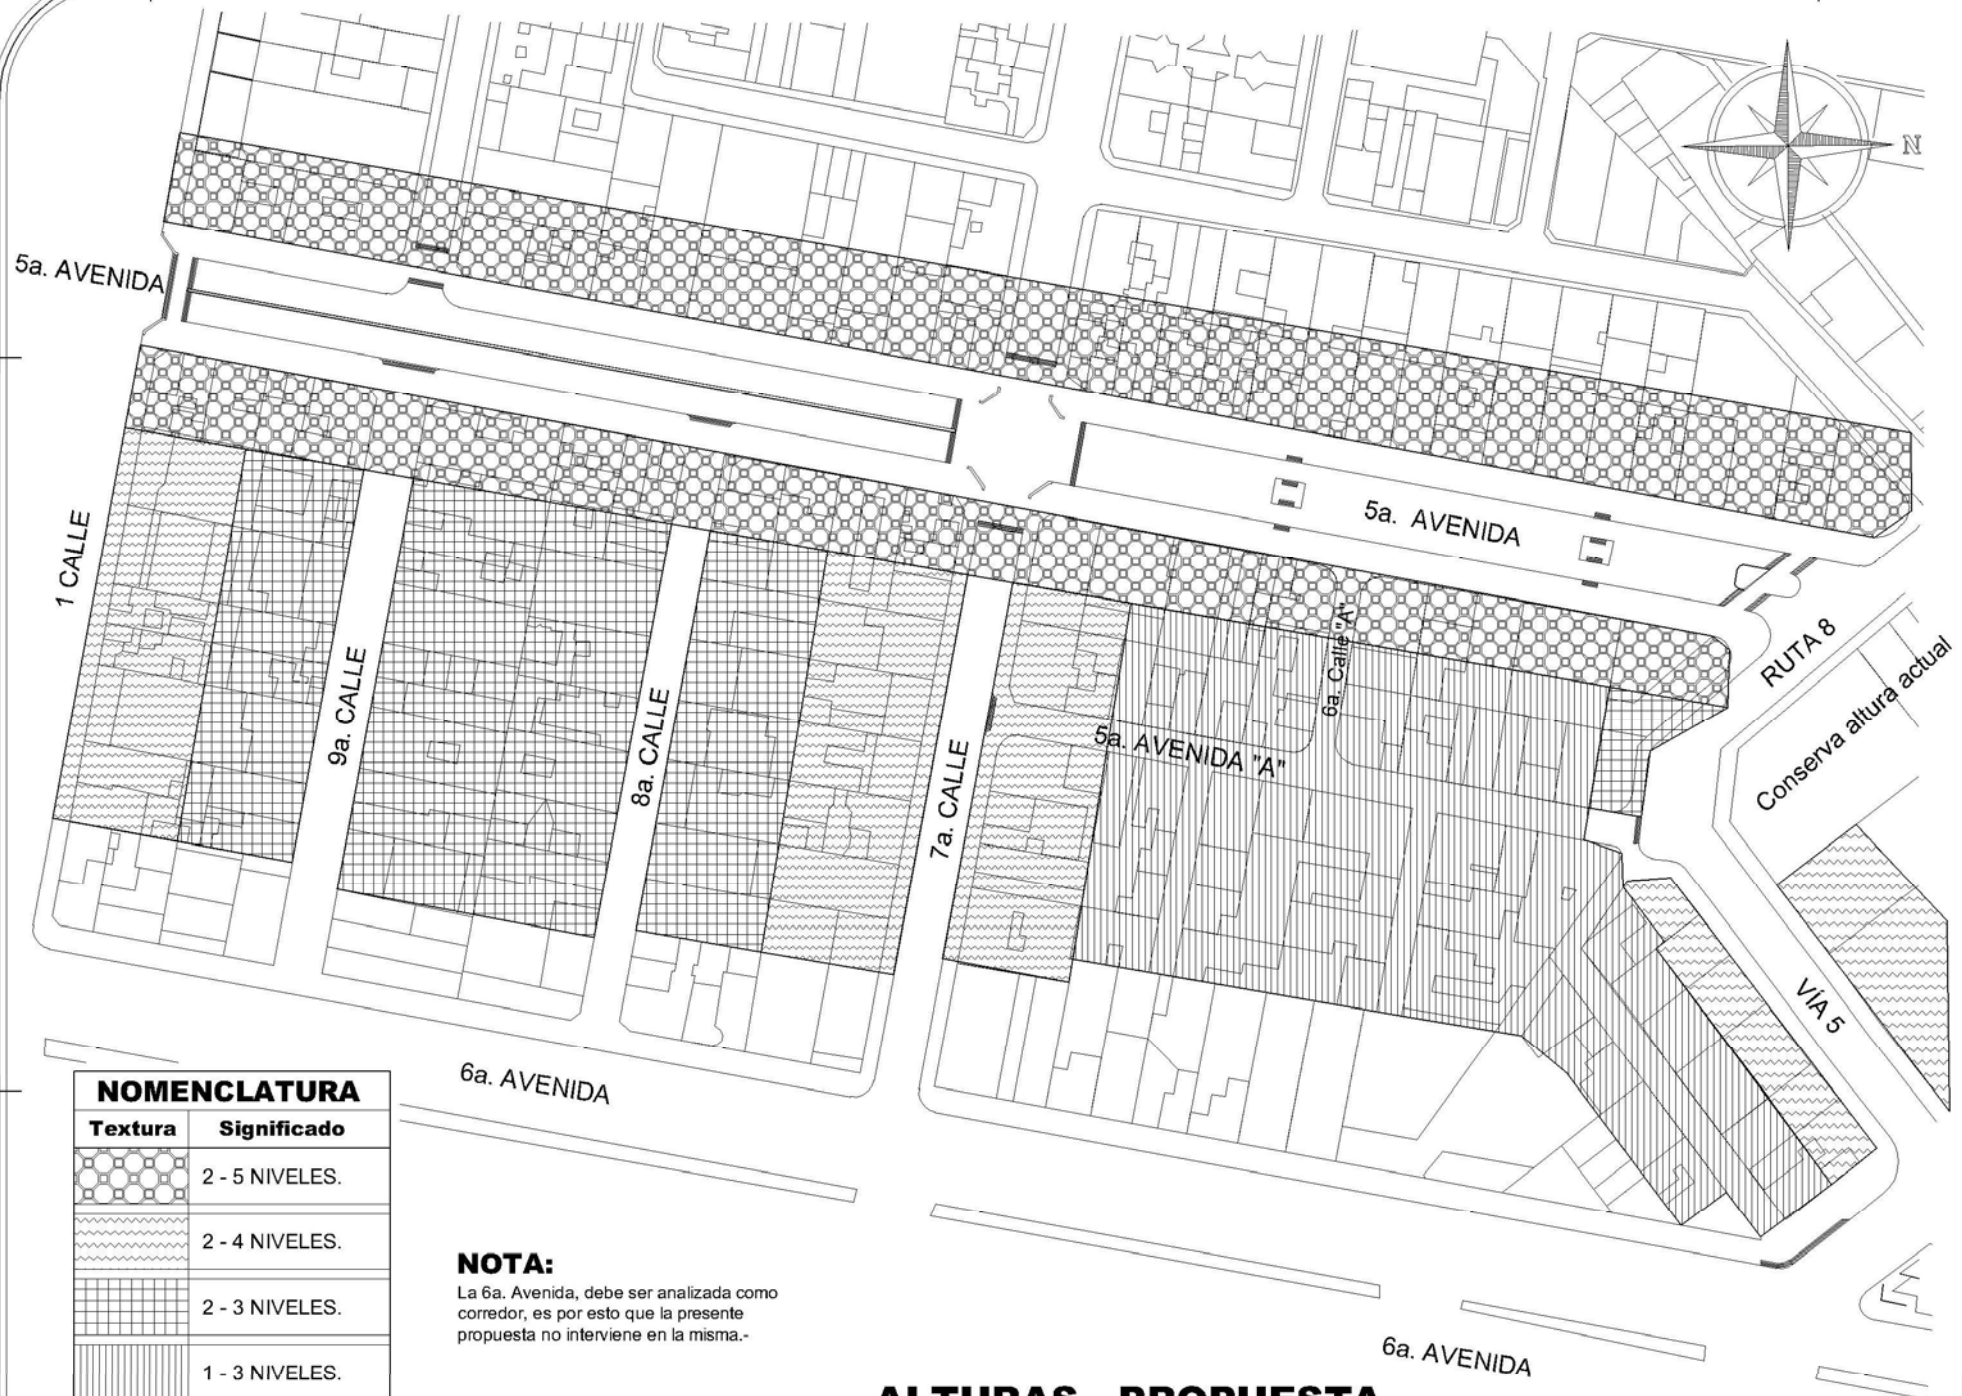 N
5a. AVENIDA
5a. AVENIDA
1 CALLE
9a. CALLE
8a. CALLE
7a. CALLE
6a. Calle "A"
5a. AVENIDA "A"
RUTA 8
Conserva altura actual
VÍA 5
6a. AVENIDA
NOMENCLATURA
Textura Significado
2 - 5 NIVELES.
2 - 4 NIVELES.
2 - 3 NIVELES.
1 - 3 NIVELES.
NOTA:
La 6a. Avenida, debe ser analizada como
corredor, es por esto que la presente
propuesta no interviene en la misma.-
6a. AVENIDA
ALTURAS - PROPUESTA